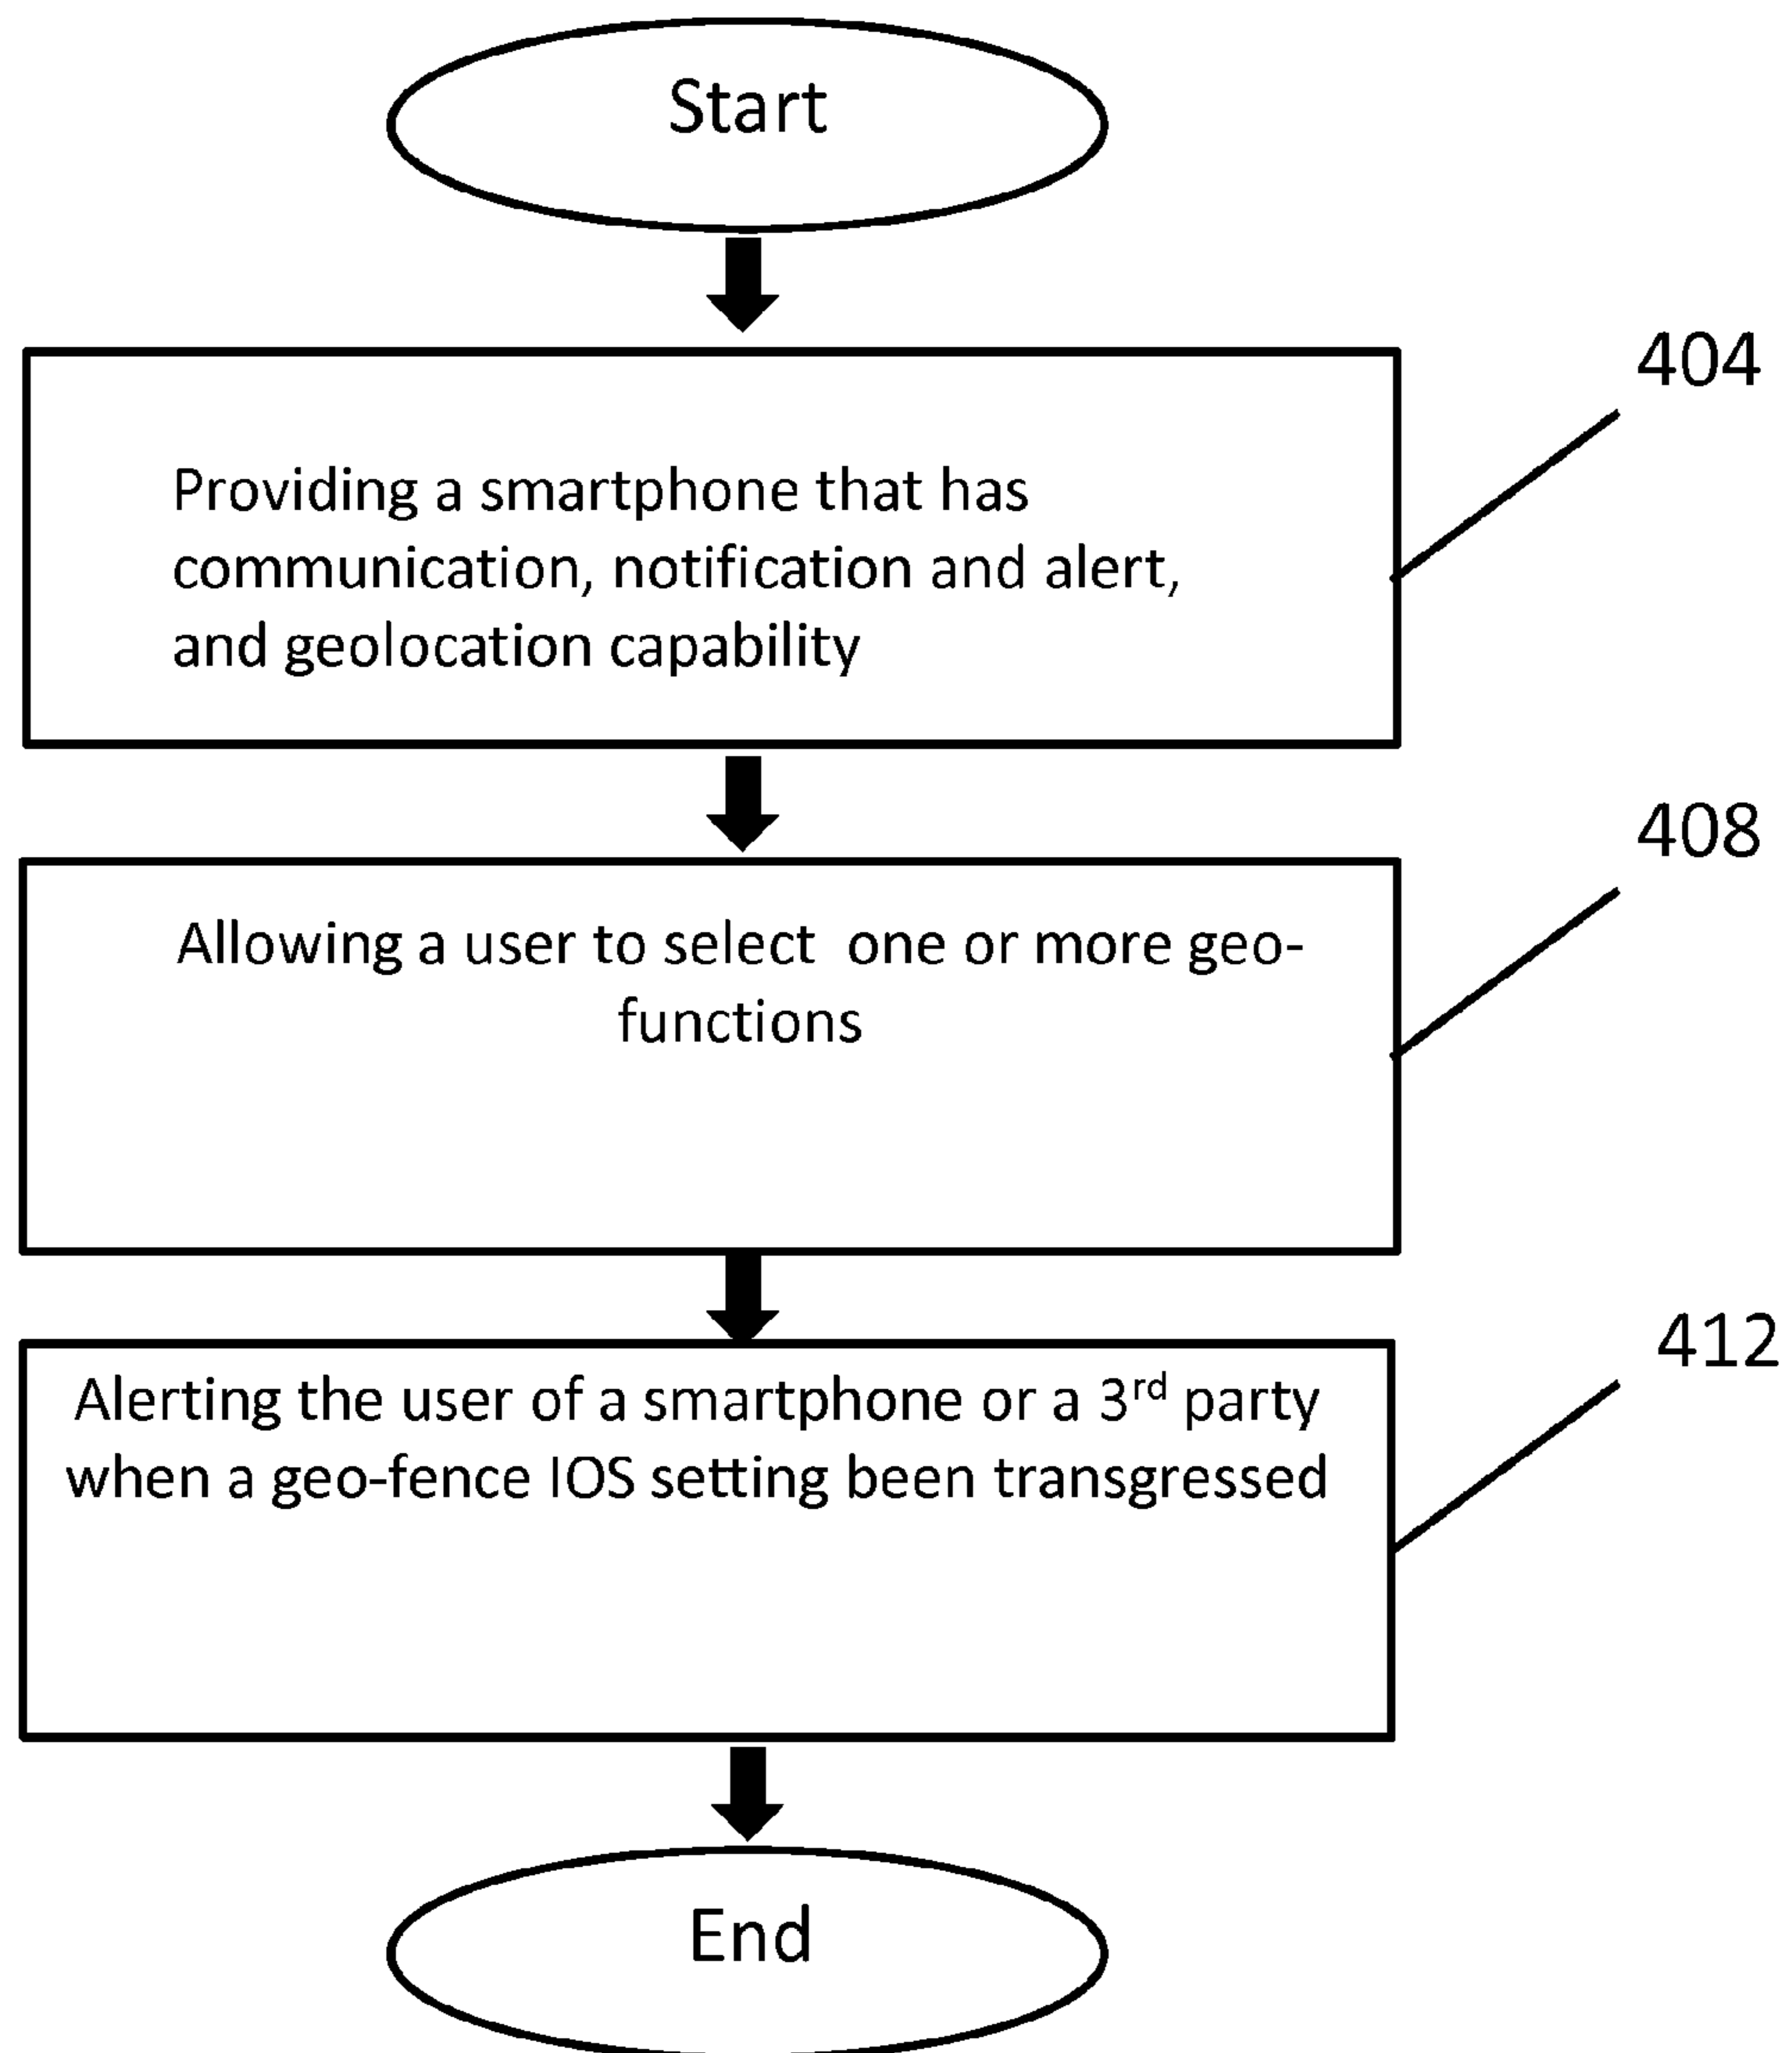 Start
404
Providing a smartphone that has
communication, notification and alert,
and geolocation capability
408
Allowing a user to select  one or more geo-
functions
412
Alerting the user of a smartphone or a 3rd party
when a geo-fence IOS setting been transgressed
End